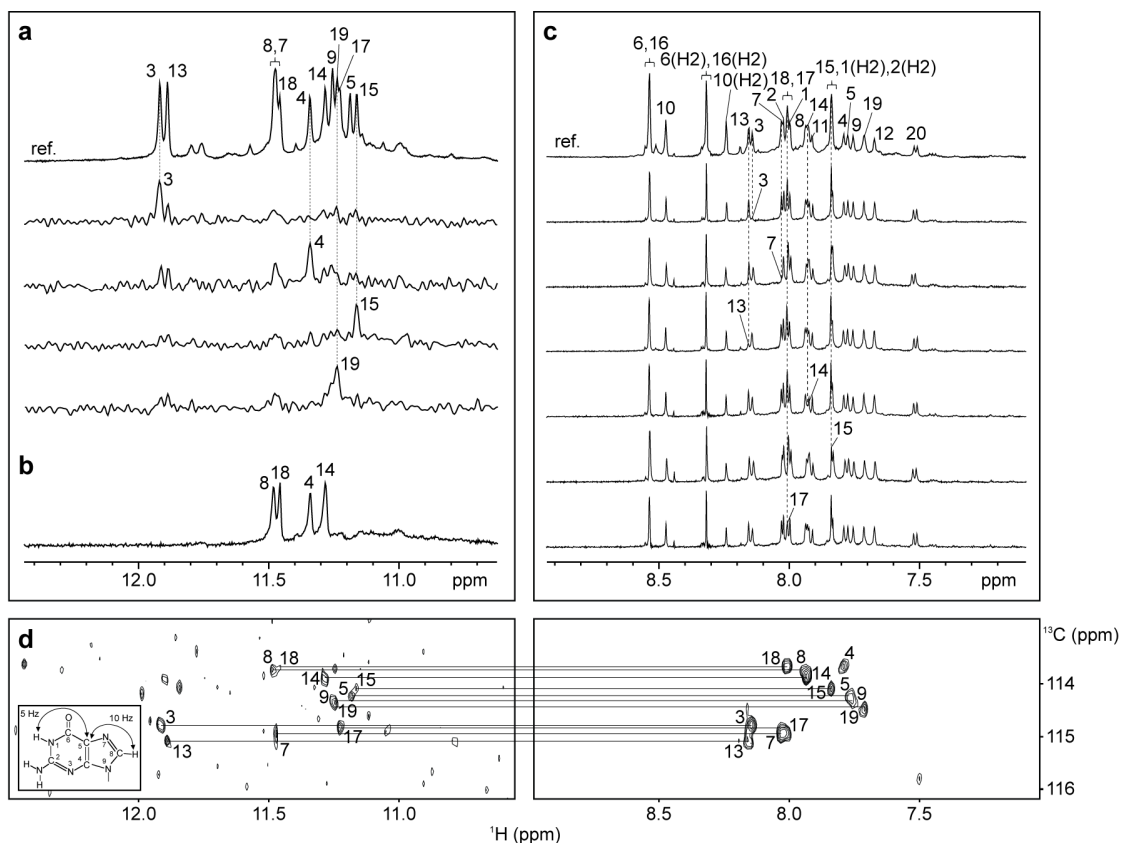 a
3 13
8,7
18
4
14
9
19
17
5
15
ref.
3
4
15
19
b
8 18
4
14
12.0 11.5 11.0 ppm
c
6,16
10
6(H2),16(H2)
10(H2)
13
3
7
2
18, 17
1
8
14
11
15,1(H2),2(H2)
4
5
9
19
12
20
ref.
3
7
13
14
15
17
8.5 8.0 7.5 ppm
d
8 18
14
5 15
9
19
17
3
13
7
5 Hz
10 Hz
O
H N 1
6
5
N 7
8 H
2
4
3
9
H N
N
N
H
12.0 11.5 11.0
18
8
4
14
15
5
9
19
3
17
13
7
¹³C (ppm)
114
115
116
8.5 8.0 7.5
¹H (ppm)